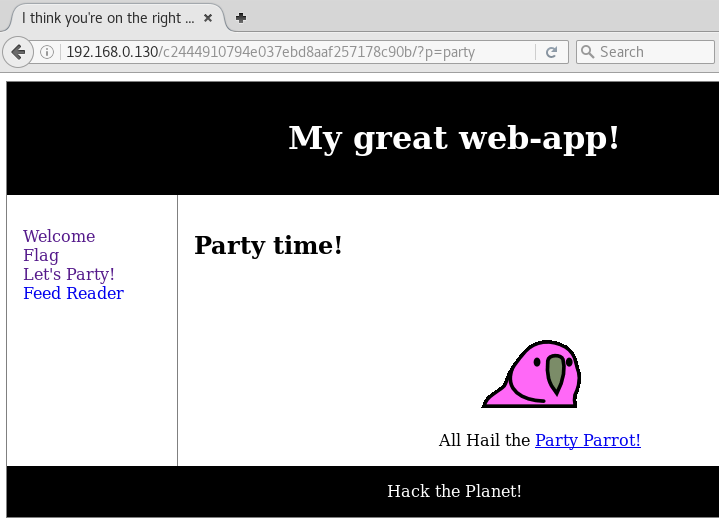 I think you're on the right ...
192.168.0.130/c2444910794e037ebd8aaf257178c90b/?p=party
Search
My great web-app!
Welcome
Flag
Let's Party!
Feed Reader
Party time!
All Hail the Party Parrot!
Hack the Planet!